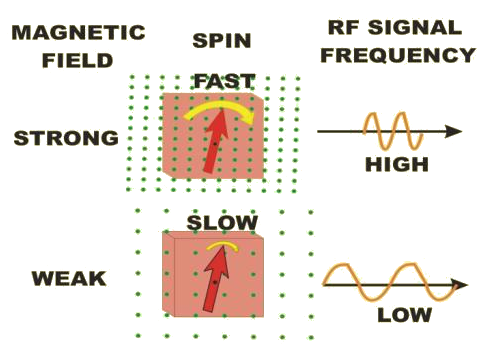 MAGNETIC
FIELD
SPIN
RF SIGNAL
FREQUENCY
STRONG
FAST
HIGH
WEAK
SLOW
LOW